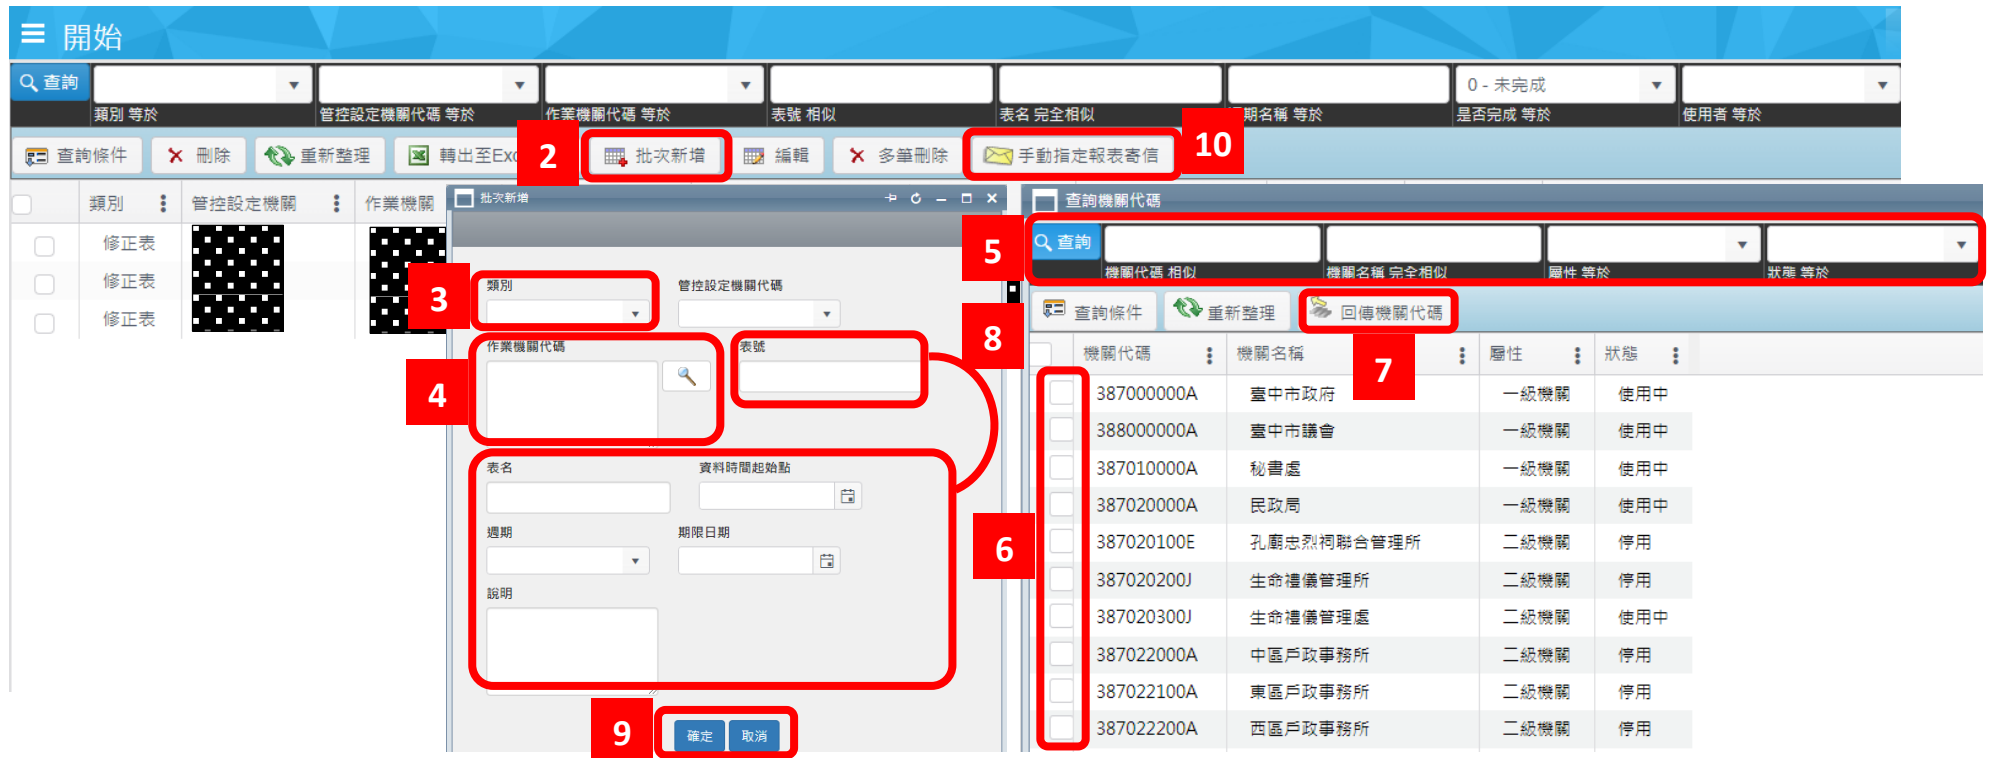 開始
查詢
0 - 未完成
類別 等於
管控設定機關代碼 等於
作業機關代碼 等於
表號 相似
表名 完全相似
期名稱 等於
是否完成 等於
使用者 等於
查詢條件
刪除
重新整理
轉出至Exc
2
批次新增
編輯
多筆刪除
手動指定報表寄信
10
類別
管控設定機關
作業機關
修正表
修正表
修正表
批次新增
3
類別
管控設定機關代碼
4
作業機關代碼
8
表號
表名
資料時間起始點
週期
期限日期
說明
9
確定
取消
查詢機關代碼
5
查詢
機關代碼 相似
機關名稱 完全相似
屬性 等於
狀態 等於
查詢條件
重新整理
回傳機關代碼
7
機關代碼
機關名稱
屬性
狀態
6
387000000A
臺中市政府
一級機關
使用中
388000000A
臺中市議會
一級機關
使用中
387010000A
秘書處
一級機關
使用中
387020000A
民政局
一級機關
使用中
387020100E
孔廟忠烈祠聯合管理所
二級機關
停用
387020200J
生命禮儀管理所
二級機關
停用
387020300J
生命禮儀管理處
二級機關
使用中
387022000A
中區戶政事務所
二級機關
停用
387022100A
東區戶政事務所
二級機關
停用
387022200A
西區戶政事務所
二級機關
停用